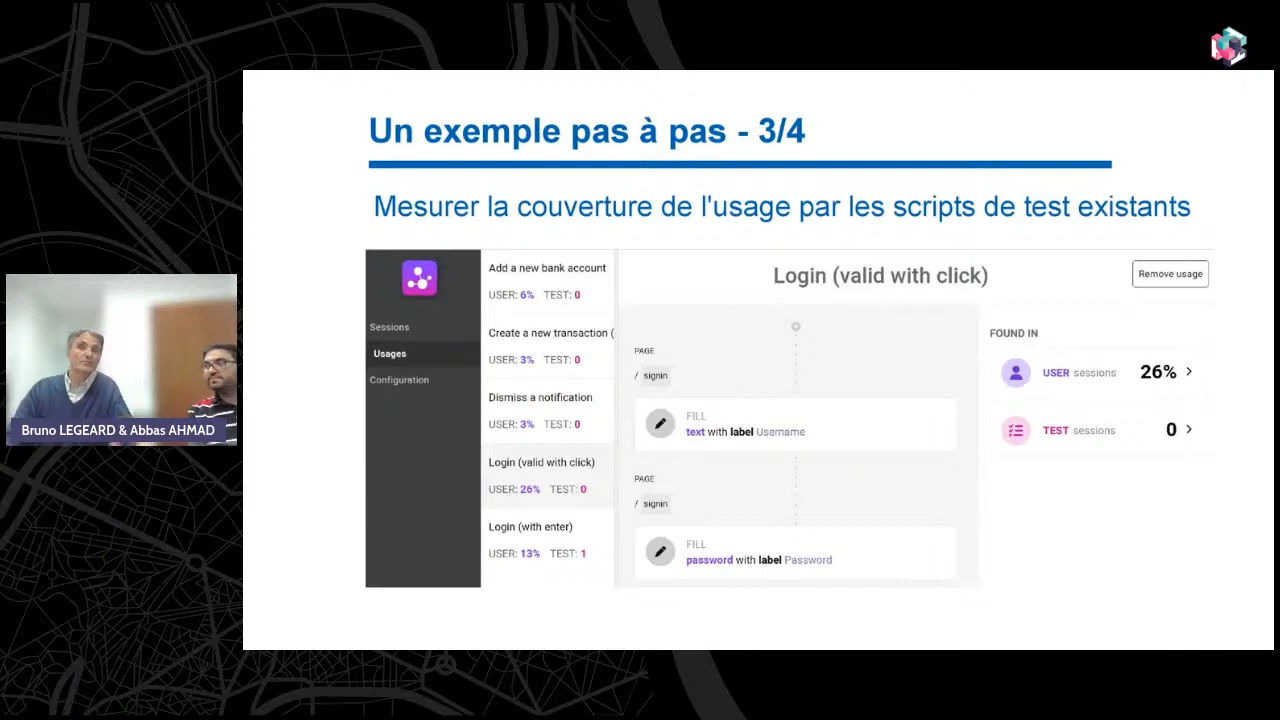 Un exemple pas à pas - 3/4
Mesurer la couverture de l'usage par les scripts de test existants
Sessions
Usages
Configuration
Add a new bank account
USER: 6% TEST: 0
Create a new transaction (
USER: 3% TEST: 0
Dismiss a notification
USER: 3% TEST: 0
Login (valid with click)
USER: 26% TEST: 0
Login (with enter)
USER: 13% TEST: 1
Login (valid with click)
Remove usage
PAGE
/ signin
FILL
text with label Username
PAGE
/ signin
FILL
password with label Password
FOUND IN
USER sessions 26% >
TEST sessions 0 >
Bruno LEGEARD & Abbas AHMAD